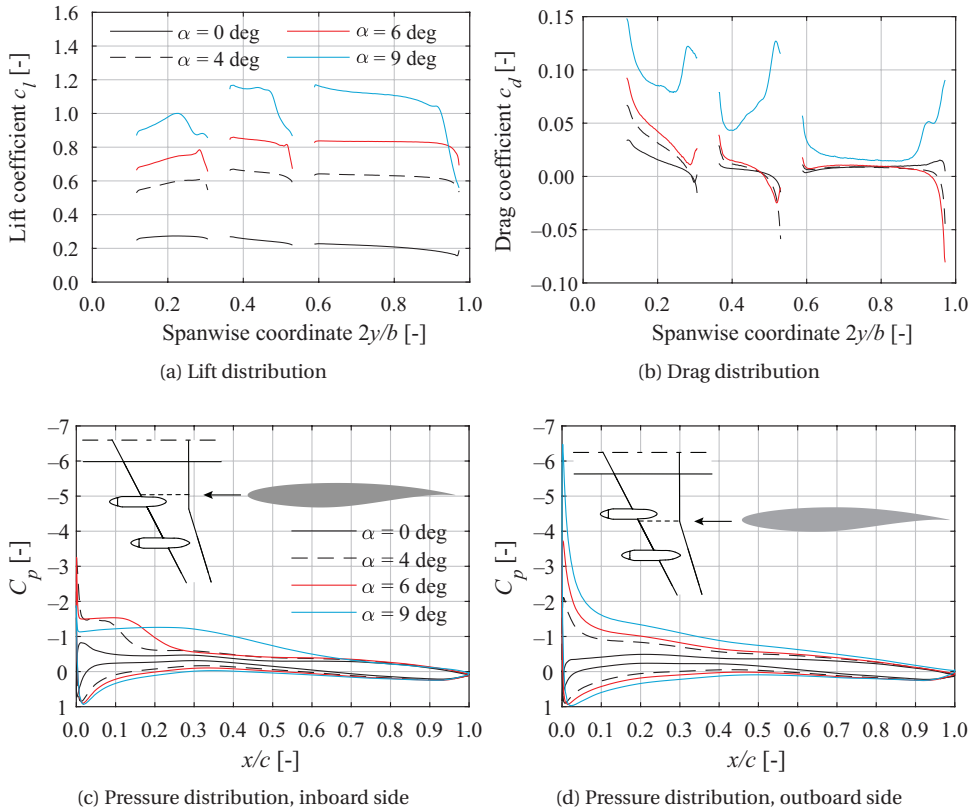 1.6
1.4
1.2
1.0
0.8
0.6
0.4
0.2
0.0
Lift coefficient c_l [-]
α = 0 deg
α = 4 deg
α = 6 deg
α = 9 deg
0.0 0.2 0.4 0.6 0.8 1.0
Spanwise coordinate 2y/b [-]
(a) Lift distribution
0.15
0.10
0.05
0.00
−0.05
−0.10
Drag coefficient c_d [-]
0.0 0.2 0.4 0.6 0.8 1.0
Spanwise coordinate 2y/b [-]
(b) Drag distribution
−7
−6
−5
−4
−3
−2
−1
0
1
C_p [-]
α = 0 deg
α = 4 deg
α = 6 deg
α = 9 deg
0.0 0.1 0.2 0.3 0.4 0.5 0.6 0.7 0.8 0.9 1.0
x/c [-]
(c) Pressure distribution, inboard side
−7
−6
−5
−4
−3
−2
−1
0
1
C_p [-]
0.0 0.1 0.2 0.3 0.4 0.5 0.6 0.7 0.8 0.9 1.0
x/c [-]
(d) Pressure distribution, outboard side